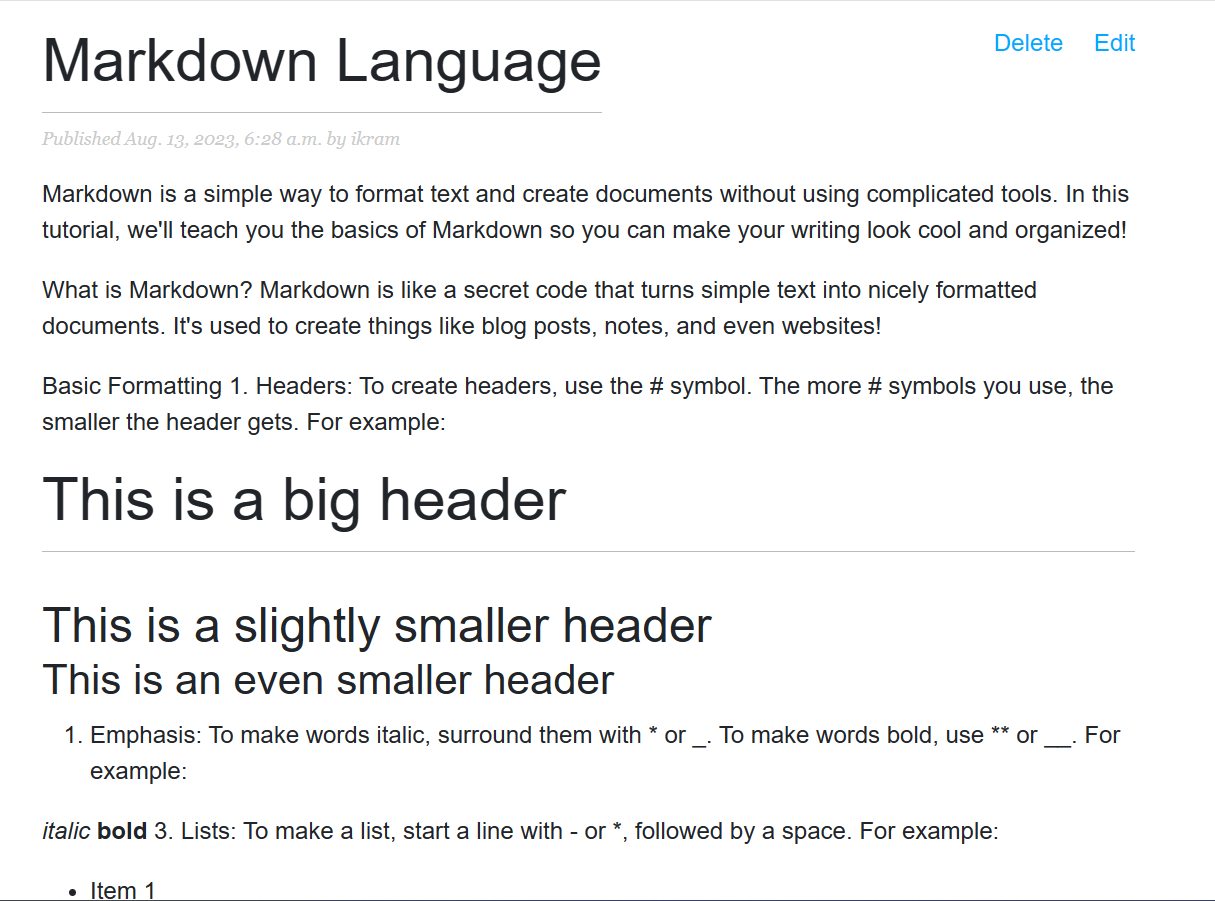 Markdown Language
Delete Edit
Published Aug. 13, 2023, 6:28 a.m. by ikram
Markdown is a simple way to format text and create documents without using complicated tools. In this
tutorial, we'll teach you the basics of Markdown so you can make your writing look cool and organized!
What is Markdown? Markdown is like a secret code that turns simple text into nicely formatted
documents. It's used to create things like blog posts, notes, and even websites!
Basic Formatting 1. Headers: To create headers, use the # symbol. The more # symbols you use, the
smaller the header gets. For example:
This is a big header
This is a slightly smaller header
This is an even smaller header
1. Emphasis: To make words italic, surround them with * or _. To make words bold, use ** or __. For
example:
italic bold 3. Lists: To make a list, start a line with - or *, followed by a space. For example:
• Item 1